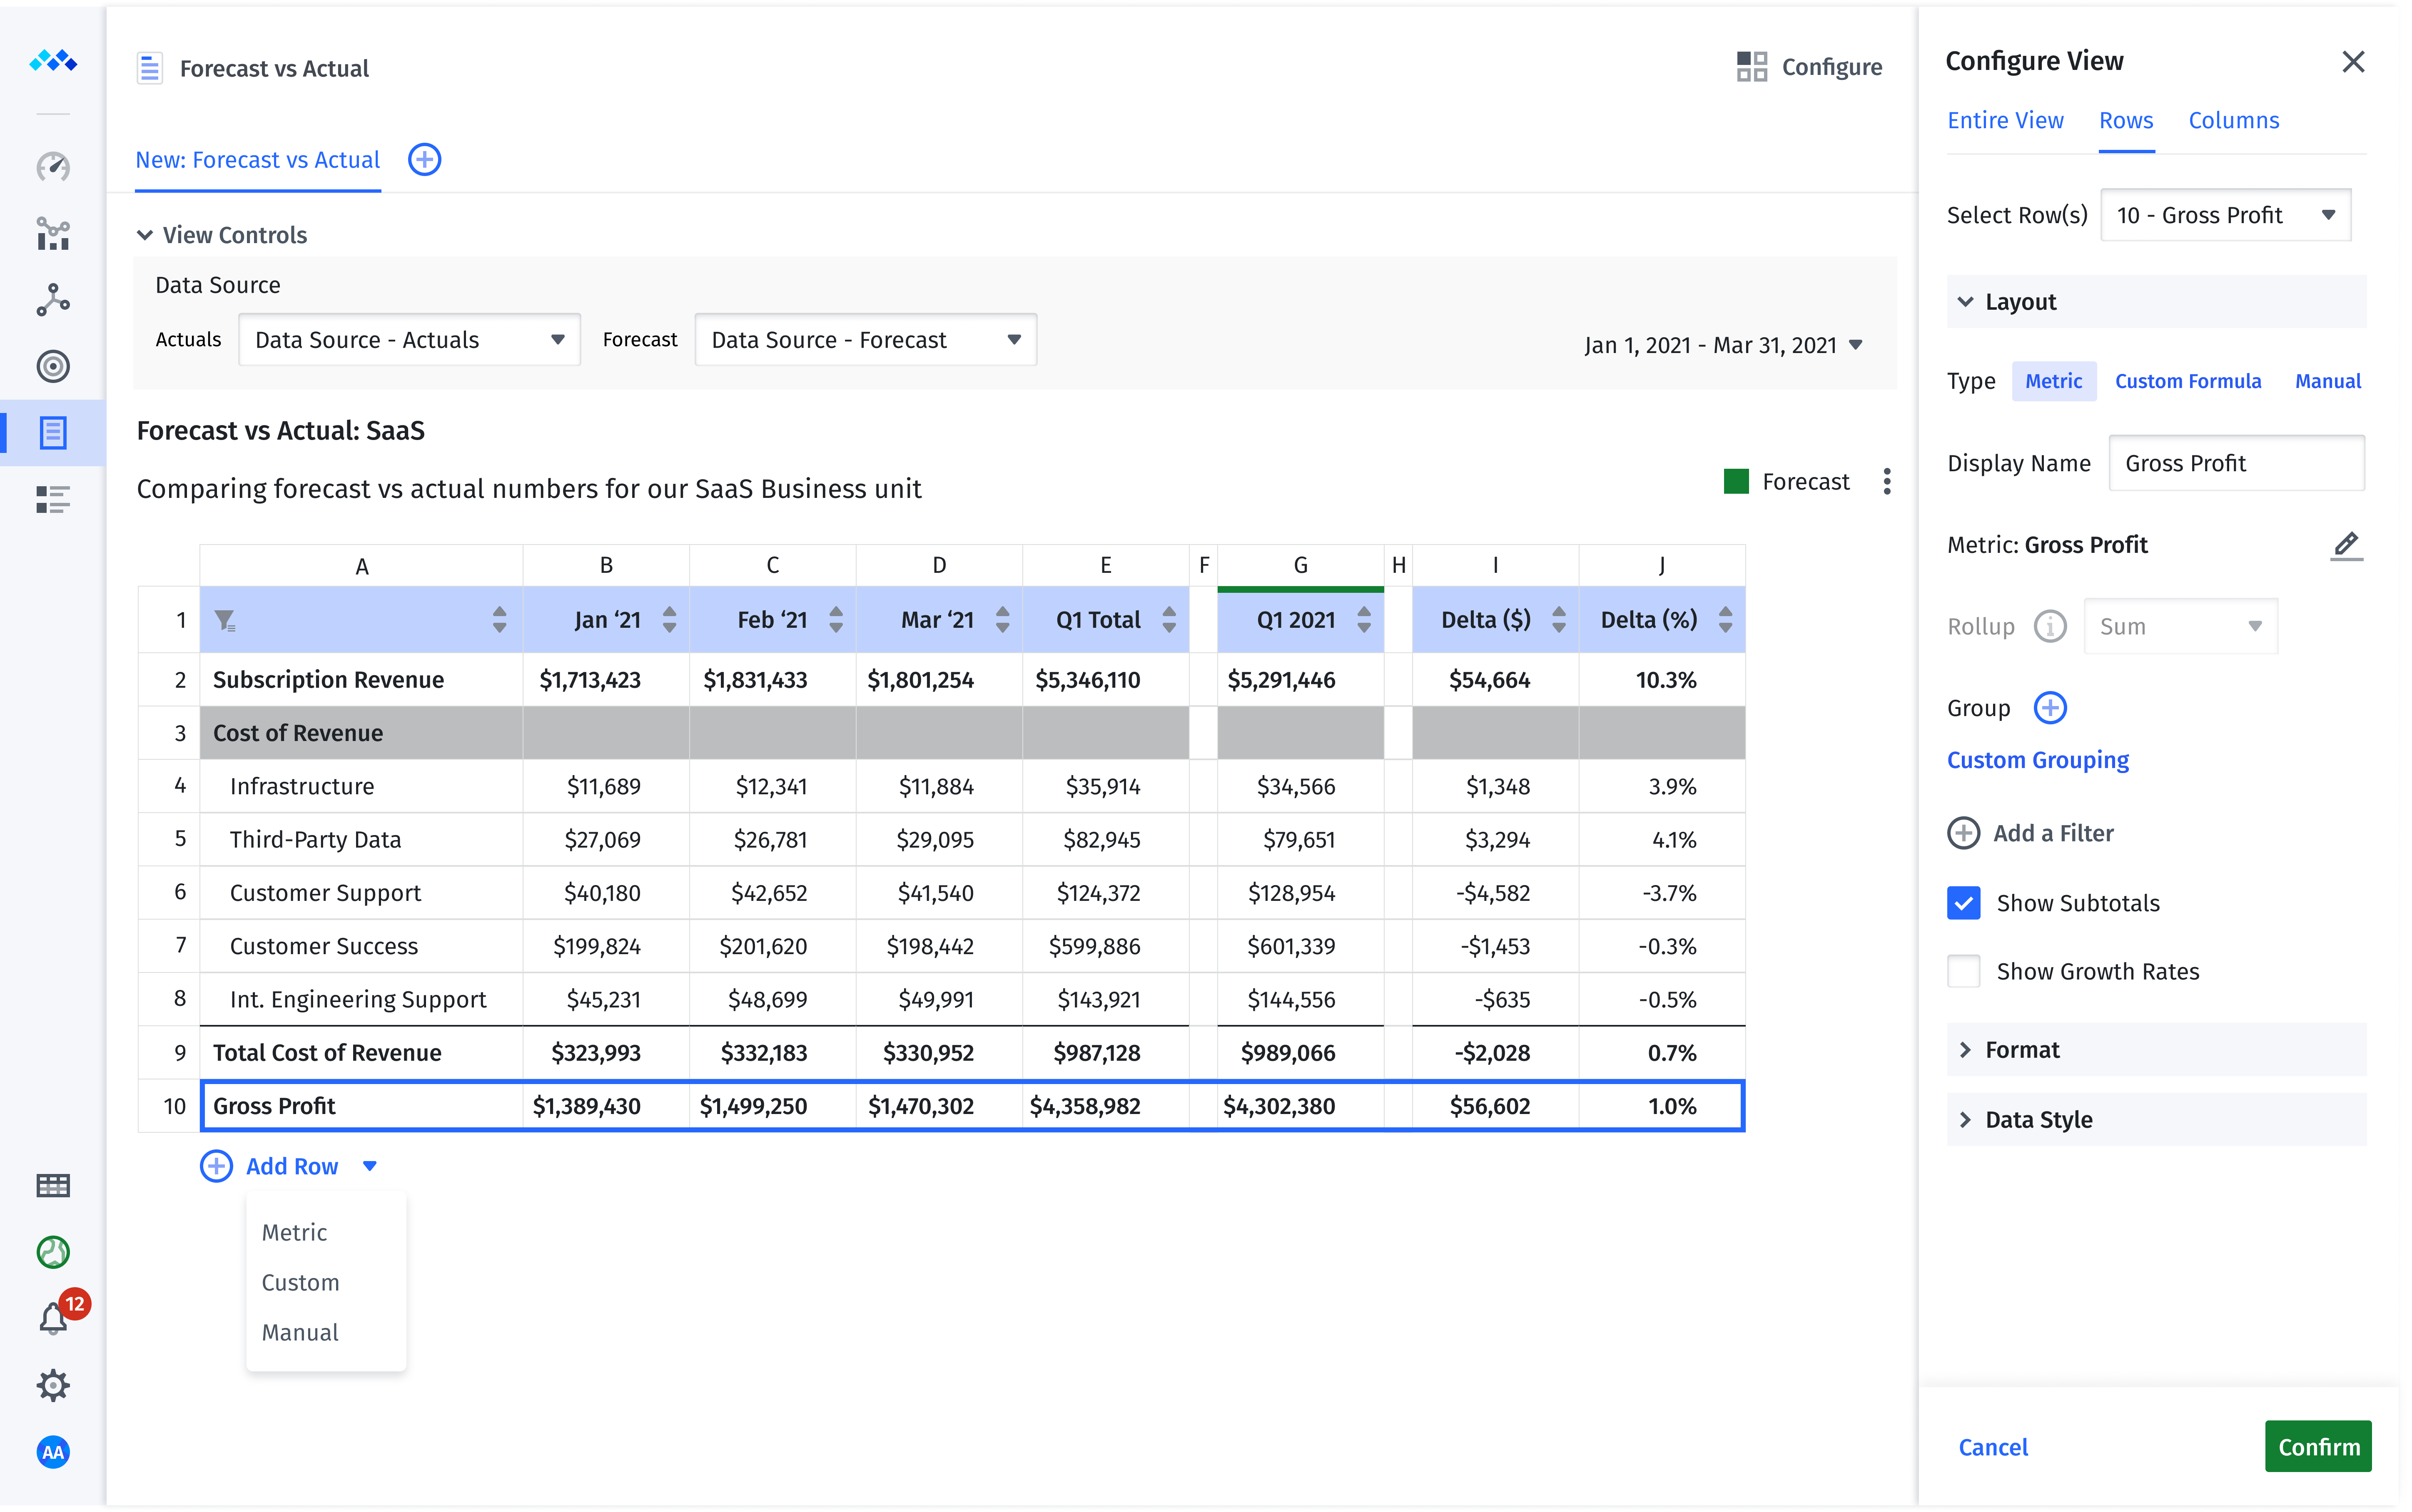 Forecast vs Actual
Configure
New: Forecast vs Actual
View Controls
Data Source
Actuals Data Source - Actuals Forecast Data Source - Forecast Jan 1, 2021 - Mar 31, 2021
Forecast vs Actual: SaaS
Comparing forecast vs actual numbers for our SaaS Business unit
Forecast
A B C D E F G H I J
1 Jan ‘21 Feb ‘21 Mar ‘21 Q1 Total Q1 2021 Delta ($) Delta (%)
2 Subscription Revenue $1,713,423 $1,831,433 $1,801,254 $5,346,110 $5,291,446 $54,664 10.3%
3 Cost of Revenue
4 Infrastructure $11,689 $12,341 $11,884 $35,914 $34,566 $1,348 3.9%
5 Third-Party Data $27,069 $26,781 $29,095 $82,945 $79,651 $3,294 4.1%
6 Customer Support $40,180 $42,652 $41,540 $124,372 $128,954 -$4,582 -3.7%
7 Customer Success $199,824 $201,620 $198,442 $599,886 $601,339 -$1,453 -0.3%
8 Int. Engineering Support $45,231 $48,699 $49,991 $143,921 $144,556 -$635 -0.5%
9 Total Cost of Revenue $323,993 $332,183 $330,952 $987,128 $989,066 -$2,028 0.7%
10 Gross Profit $1,389,430 $1,499,250 $1,470,302 $4,358,982 $4,302,380 $56,602 1.0%
Add Row
Metric
Custom
Manual
12
AA
Configure View
Entire View Rows Columns
Select Row(s) 10 - Gross Profit
Layout
Type Metric Custom Formula Manual
Display Name Gross Profit
Metric: Gross Profit
Rollup i Sum
Group
Custom Grouping
Add a Filter
Show Subtotals
Show Growth Rates
Format
Data Style
Cancel Confirm